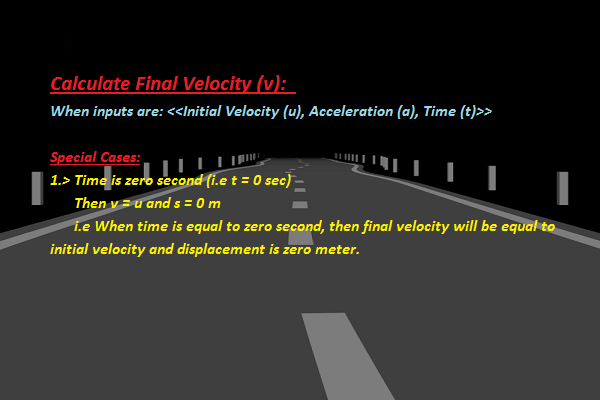 Calculate Final Velocity (v):
When inputs are: <<Initial Velocity (u), Acceleration (a), Time (t)>>
Special Cases:
1.> Time is zero second (i.e t = 0 sec)
Then v = u and s = 0 m
i.e When time is equal to zero second, then final velocity will be equal to
initial velocity and displacement is zero meter.